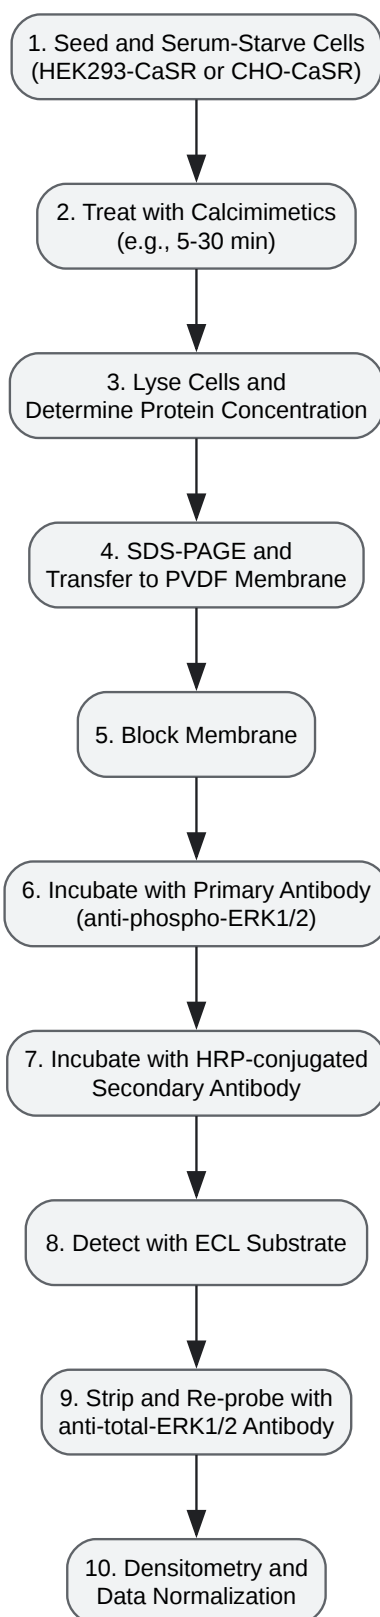 1. Seed and Serum-Starve Cells
(HEK293-CaSR or CHO-CaSR)
2. Treat with Calcimimetics
(e.g., 5-30 min)
3. Lyse Cells and
Determine Protein Concentration
4. SDS-PAGE and
Transfer to PVDF Membrane
5. Block Membrane
6. Incubate with Primary Antibody
(anti-phospho-ERK1/2)
7. Incubate with HRP-conjugated
Secondary Antibody
8. Detect with ECL Substrate
9. Strip and Re-probe with
anti-total-ERK1/2 Antibody
10. Densitometry and
Data Normalization